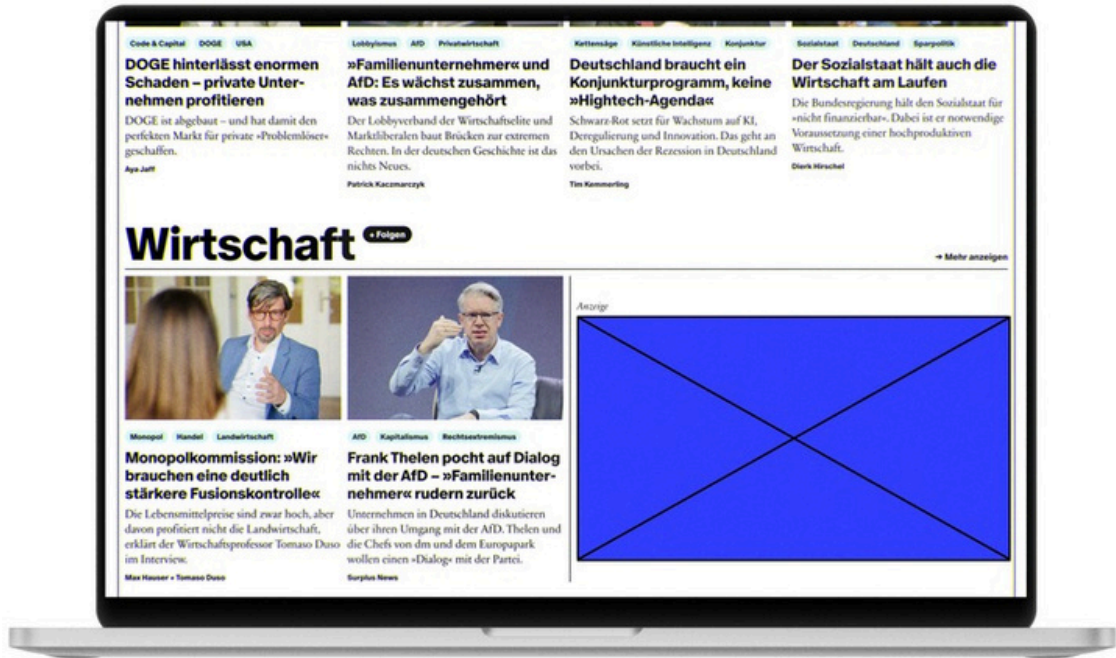 Code & Capital DOGE USA
DOGE hinterlässt enormen
Schaden – private Unter-
nehmen profitieren
DOGE ist abgebaut – und hat damit den
perfekten Markt für private »Problemlöser«
geschaffen.
Aya Jaff
Lobbyismus AfD Privatwirtschaft
»Familienunternehmer« und
AfD: Es wächst zusammen,
was zusammengehört
Der Lobbyverband der Wirtschaftselite und
Marktliberalen baut Brücken zur extremen
Rechten. In der deutschen Geschichte ist das
nichts Neues.
Patrick Kaczmarczyk
Kettensäge Künstliche Intelligenz Konjunktur
Deutschland braucht ein
Konjunkturprogramm, keine
»Hightech-Agenda«
Schwarz-Rot setzt für Wachstum auf KI,
Deregulierung und Innovation. Das geht an
den Ursachen der Rezession in Deutschland
vorbei.
Tim Kemmerling
Sozialstaat Deutschland Sparpolitik
Der Sozialstaat hält auch die
Wirtschaft am Laufen
Die Bundesregierung hält den Sozialstaat für
»nicht finanzierbar«. Dabei ist er notwendige
Voraussetzung einer hochproduktiven
Wirtschaft.
Dierk Hirschel
Wirtschaft + Folgen
→ Mehr anzeigen
Monopol Handel Landwirtschaft
Monopolkommission: »Wir
brauchen eine deutlich
stärkere Fusionskontrolle«
Die Lebensmittelpreise sind zwar hoch, aber
davon profitiert nicht die Landwirtschaft,
erklärt der Wirtschaftsprofessor Tomaso Duso
im Interview.
Max Hauser + Tomaso Duso
AfD Kapitalismus Rechtsextremismus
Frank Thelen pocht auf Dialog
mit der AfD – »Familienunter-
nehmer« rudern zurück
Unternehmen in Deutschland diskutieren
über ihren Umgang mit der AfD. Thelen und
die Chefs von dm und dem Europapark
wollen einen »Dialog« mit der Partei.
Surplus News
Anzeige